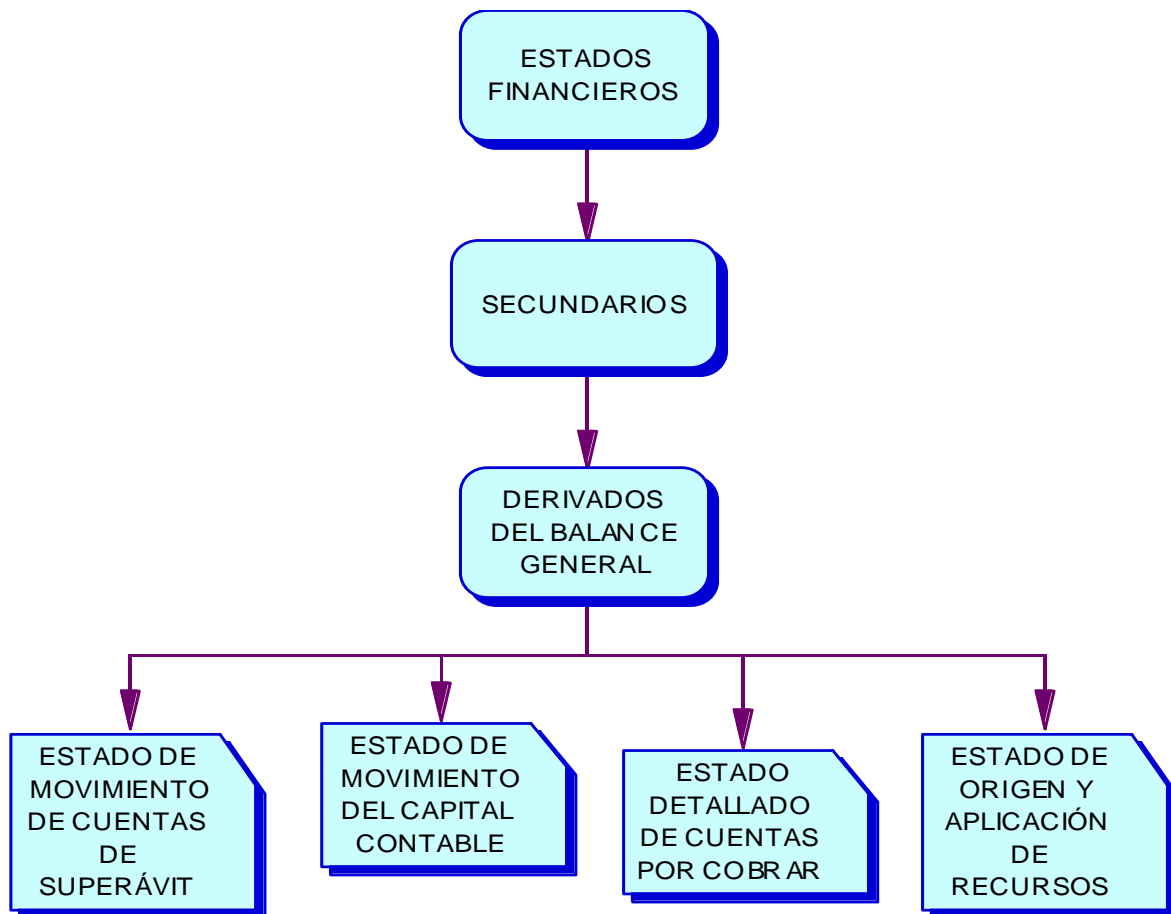 ESTADOS
FINANCIEROS
SECUNDARIOS
DERIVADOS
DEL BALANCE
GENERAL
ESTADO DE
MOVIMIENTO
DE CUENTAS
DE
SUPERÁVIT
ESTADO DE
MOVIMIENTO
DEL CAPITAL
CONTABLE
ESTADO
DETALLADO
DE CUENTAS
POR COBRAR
ESTADO DE
ORIGEN Y
APLICACIÓN
DE
RECURSOS